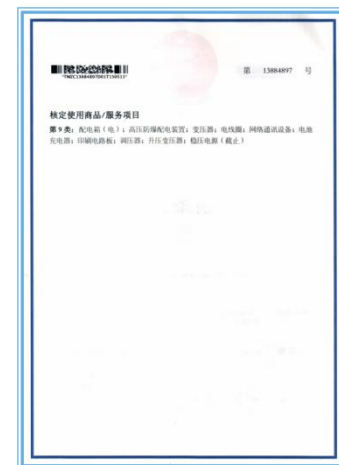 第 13884897 号
核定使用商品/服务项目
第 9 类：配电箱（电）；高压防爆配电装置；变压器；电线圈；网络通讯设备；电池
充电器；印刷电路板；调压器；升压变压器；稳压电源（截止）